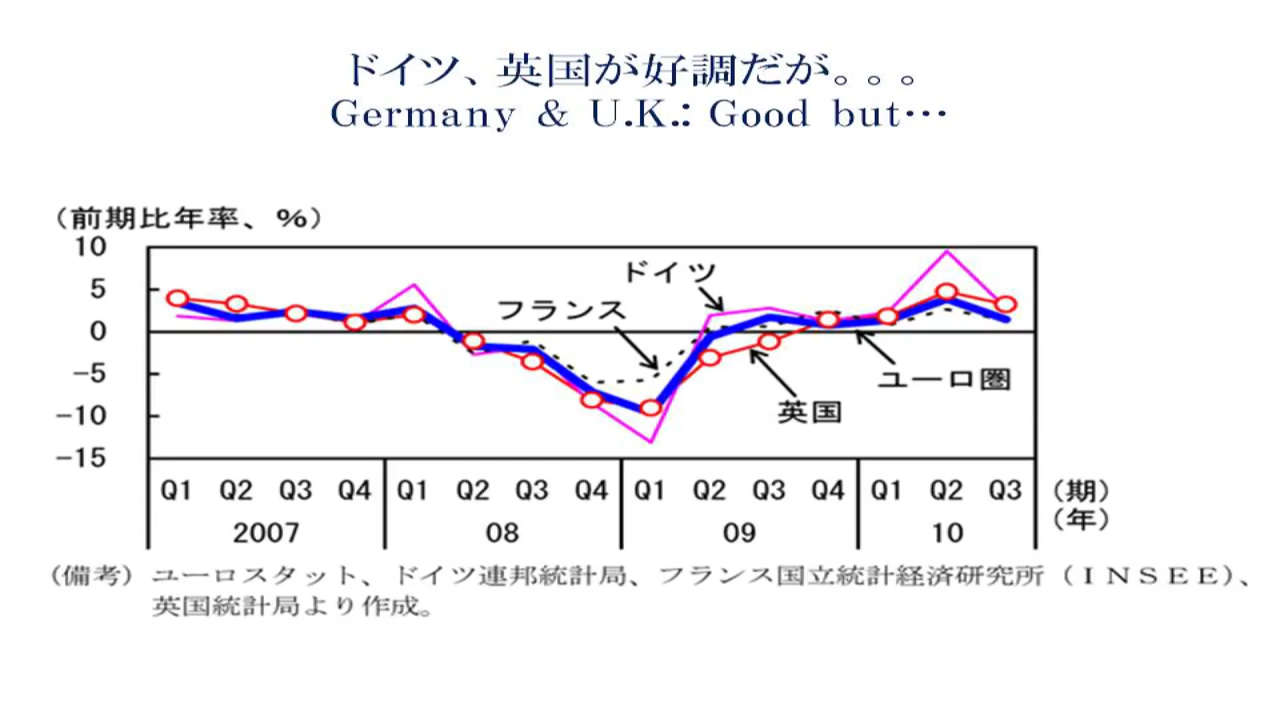 ドイツ、英国が好調だが。。。
Germany & U.K.: Good but…
（前期比年率、％）
10
5
0
−5
−10
−15
ドイツ
フランス
ユーロ圏
英国
Q1 Q2 Q3 Q4 Q1 Q2 Q3 Q4 Q1 Q2 Q3 Q4 Q1 Q2 Q3 （期）
2007 08 09 10 （年）
（備考）ユーロスタット、ドイツ連邦統計局、フランス国立統計経済研究所（ＩＮＳＥＥ）、
英国統計局より作成。